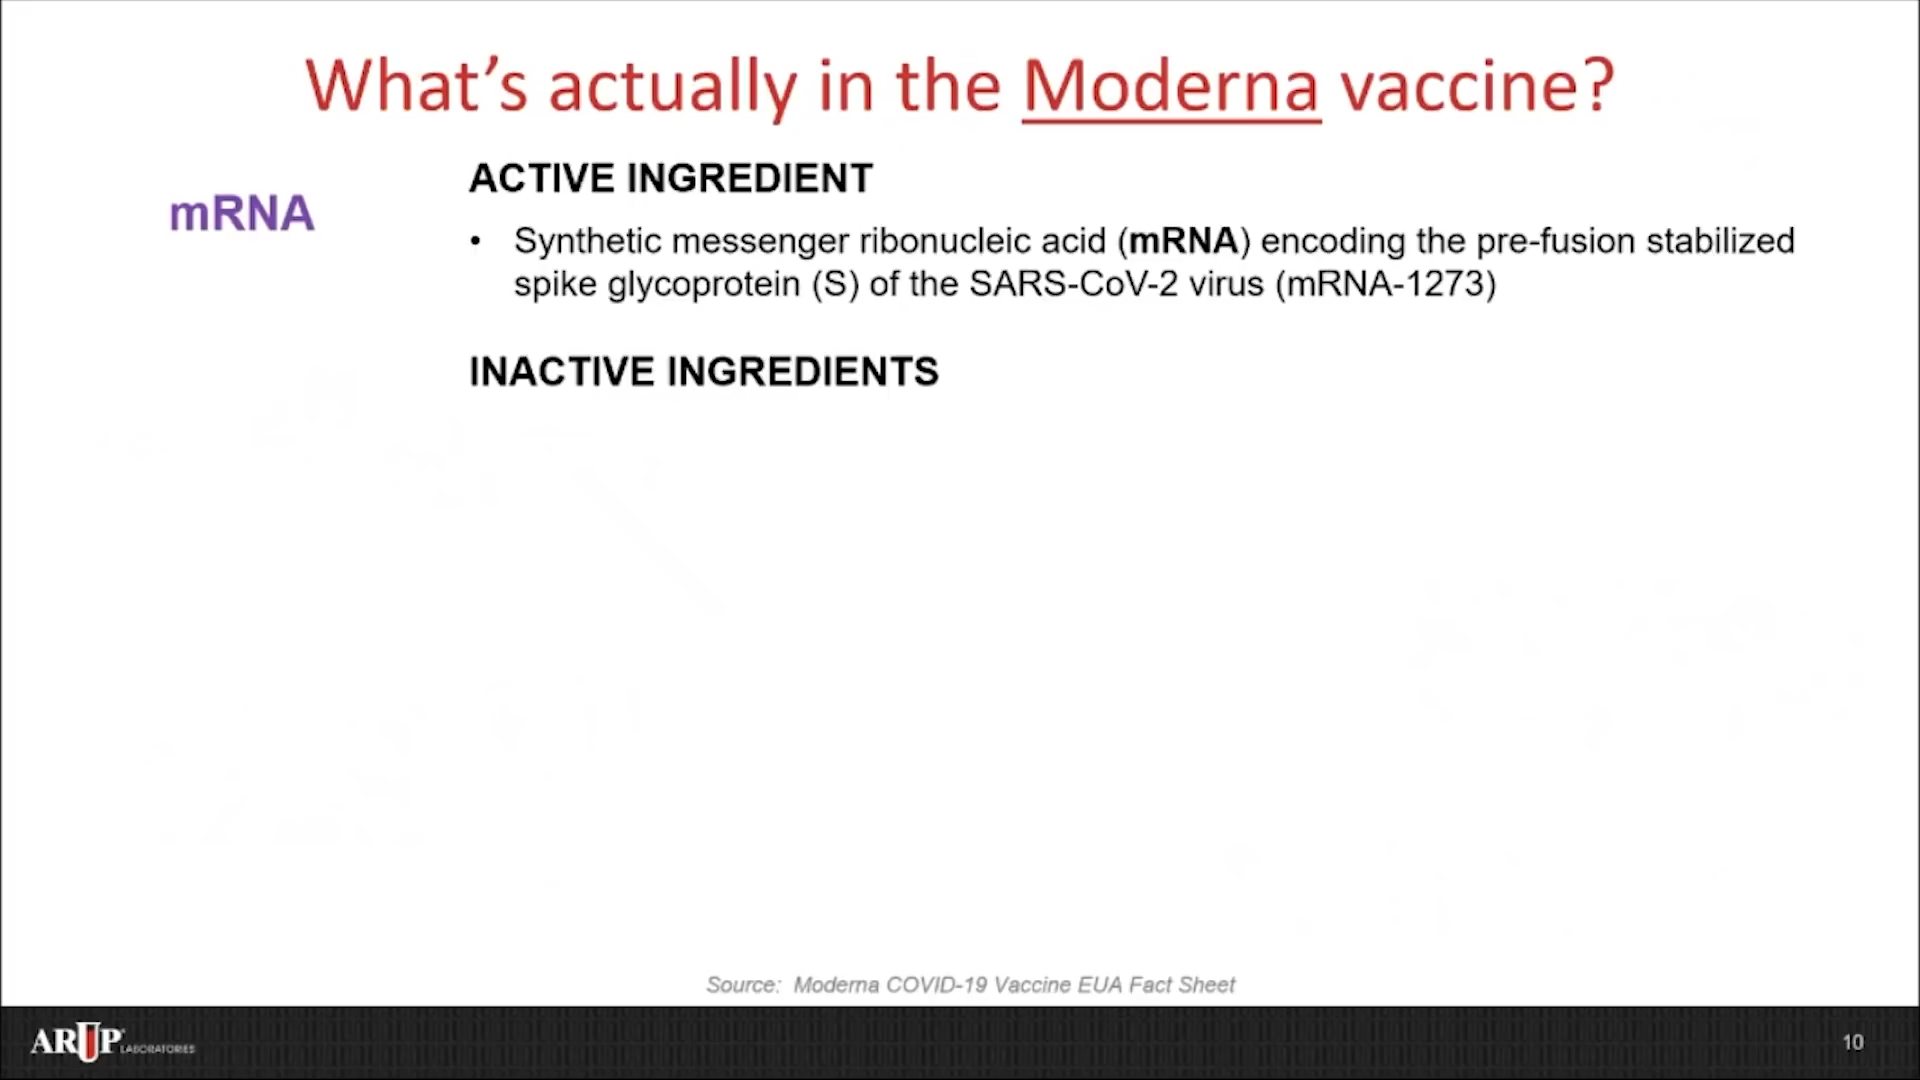 What's actually in the Moderna vaccine?
mRNA
ACTIVE INGREDIENT
• Synthetic messenger ribonucleic acid (mRNA) encoding the pre-fusion stabilized
spike glycoprotein (S) of the SARS-CoV-2 virus (mRNA-1273)
INACTIVE INGREDIENTS
Source: Moderna COVID-19 Vaccine EUA Fact Sheet
ARUP LABORATORIES
10